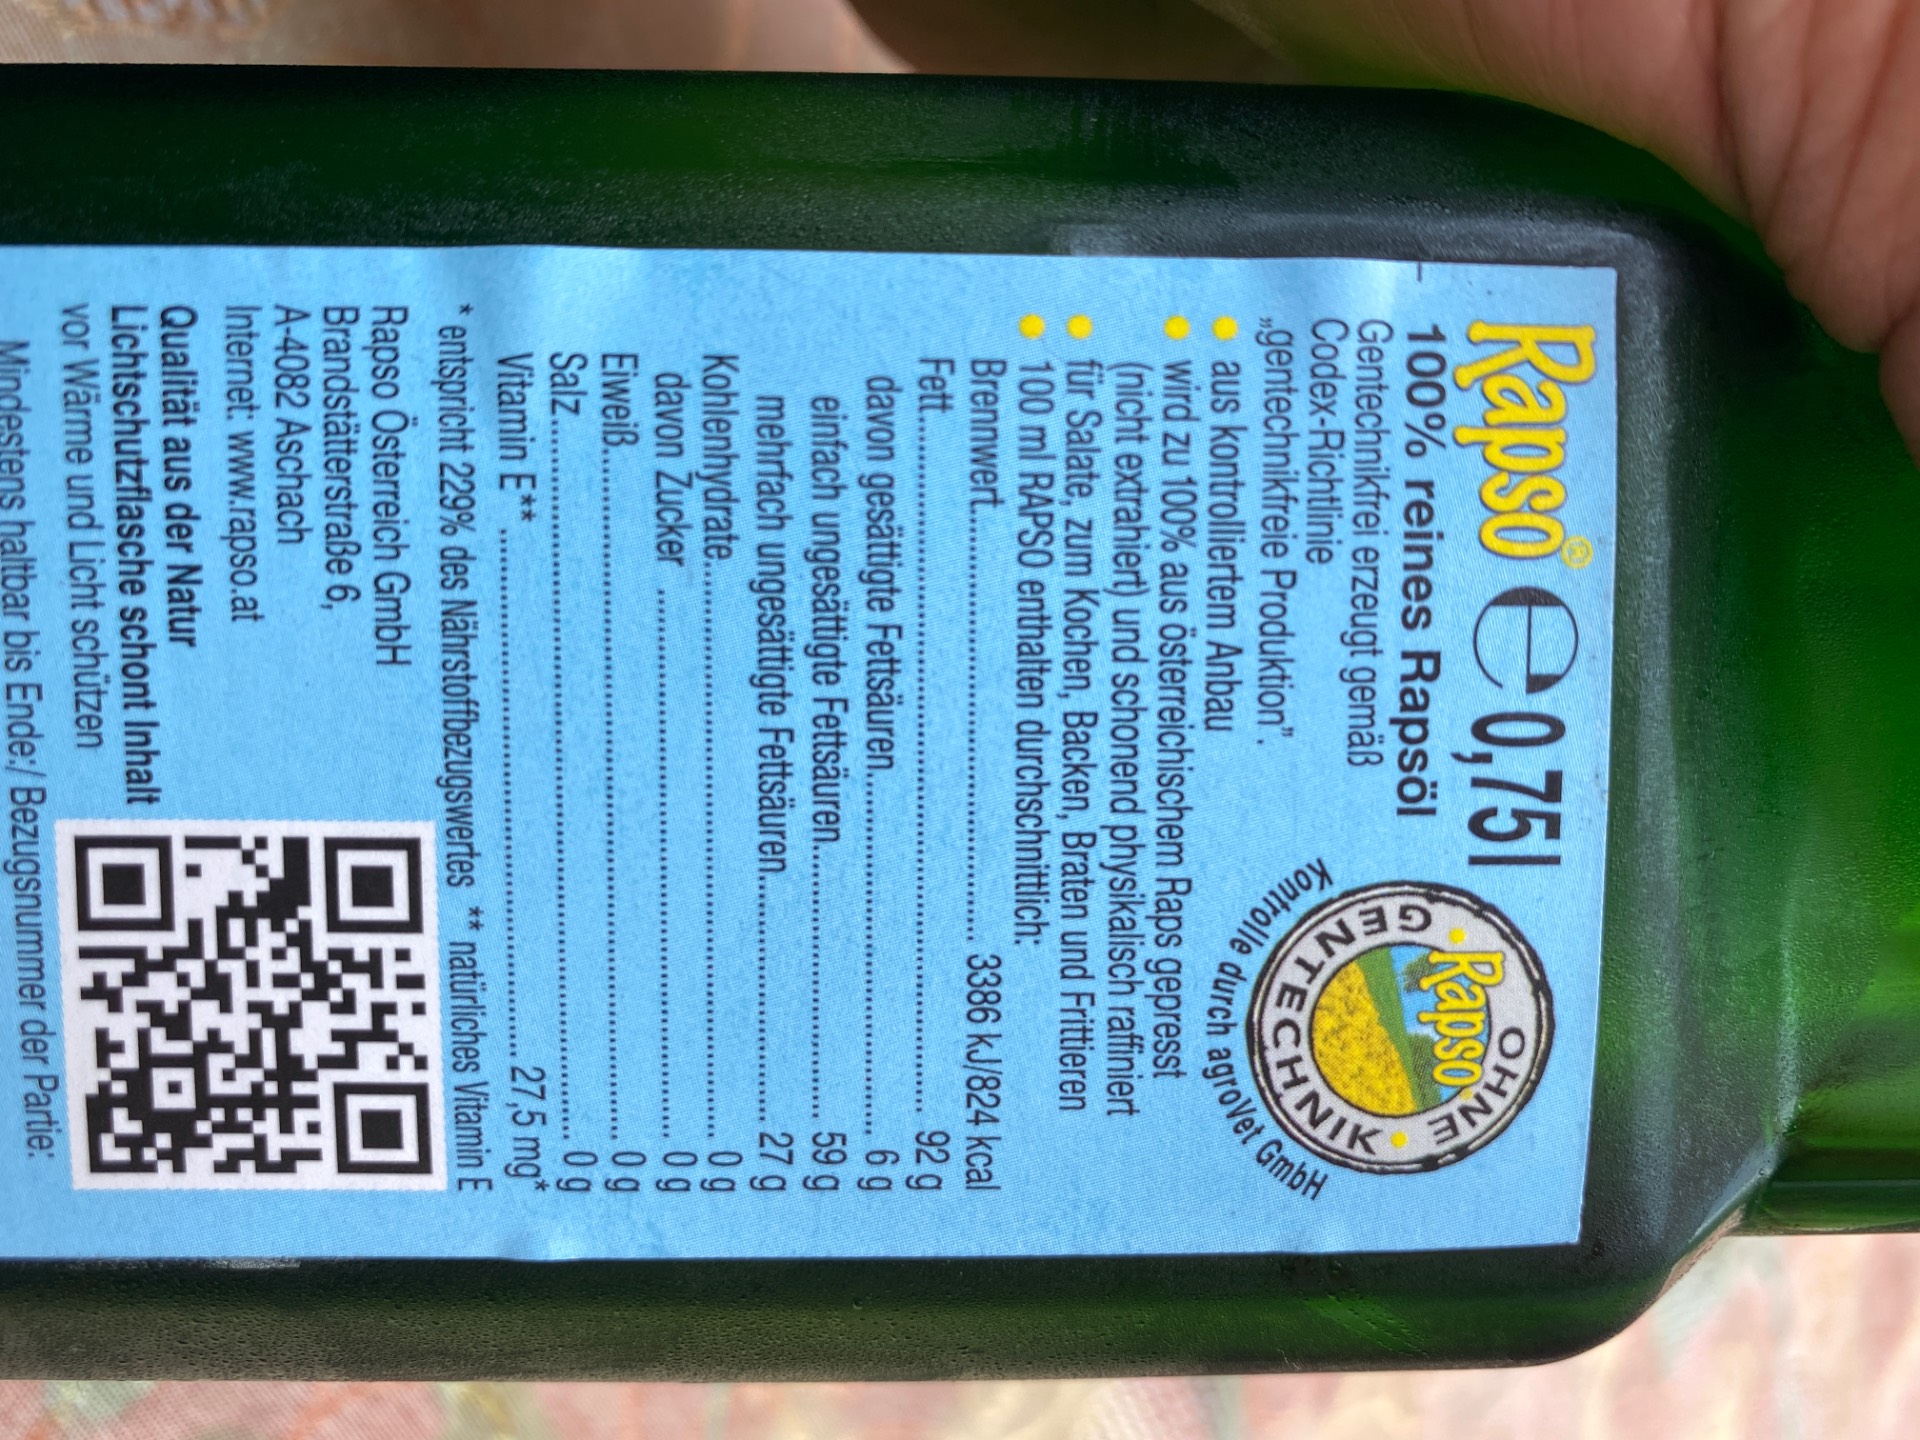 Rapso® ℮ 0,75l
100% reines Rapsöl
Gentechnikfrei erzeugt gemäß
Codex-Richtlinie
„gentechnikfreie Produktion”.
OHNE GENTECHNIK
Rapso
Kontrolle durch agroVet GmbH
• aus kontrolliertem Anbau
• wird zu 100% aus österreichischem Raps gepresst
(nicht extrahiert) und schonend physikalisch raffiniert
• für Salate, zum Kochen, Backen, Braten und Frittieren
• 100 ml RAPSO enthalten durchschnittlich:
Brennwert.......... 3386 kJ/824 kcal
Fett.......... 92 g
davon gesättigte Fettsäuren.......... 6 g
einfach ungesättigte Fettsäuren.......... 59 g
mehrfach ungesättigte Fettsäuren.......... 27 g
Kohlenhydrate.......... 0 g
davon Zucker .......... 0 g
Eiweiß.......... 0 g
Salz.......... 0 g
Vitamin E** .......... 27,5 mg*
* entspricht 229% des Nährstoffbezugswertes ** natürliches Vitamin E
Rapso Österreich GmbH
Brandstätterstraße 6,
A-4082 Aschach
Internet: www.rapso.at
Qualität aus der Natur
Lichtschutzflasche schont Inhalt
vor Wärme und Licht schützen
Mindestens haltbar bis Ende:/ Bezugsnummer der Partie: